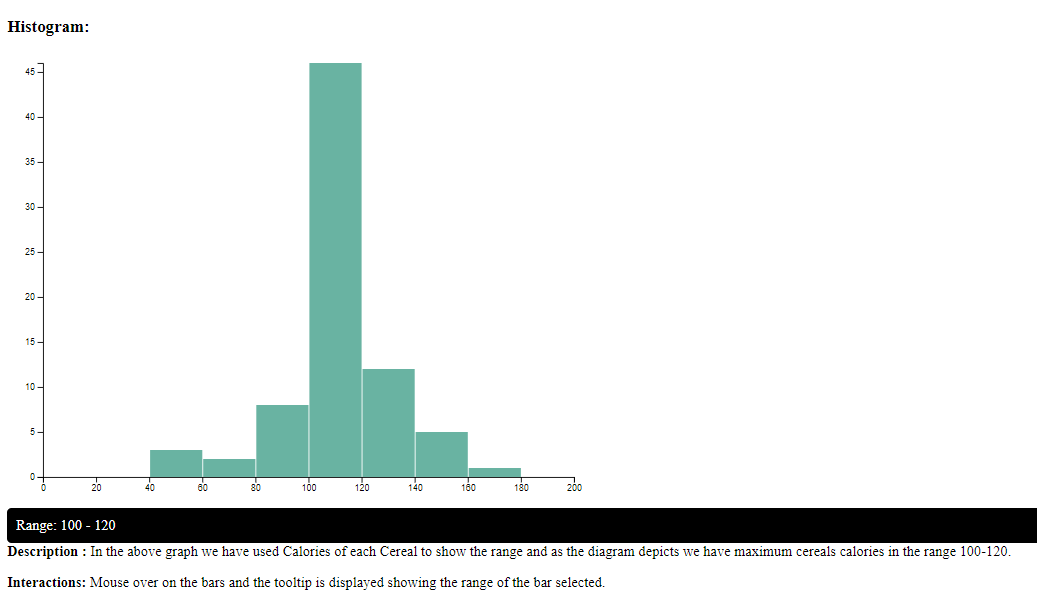 Histogram:
45
40
35
30
25
20
15
10
5
0
0 20 40 60 80 100 120 140 160 180 200
Range: 100 - 120
Description : In the above graph we have used Calories of each Cereal to show the range and as the diagram depicts we have maximum cereals calories in the range 100-120.
Interactions: Mouse over on the bars and the tooltip is displayed showing the range of the bar selected.